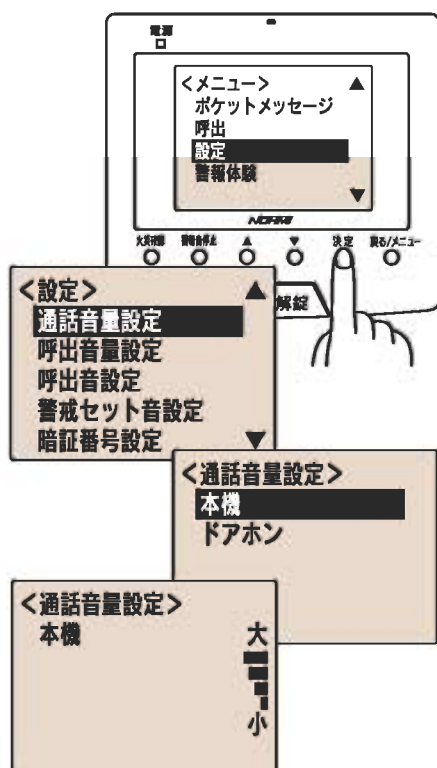 電源
<メニュー> ▲
ポケットメッセージ
呼出
設定
警報体験
▼
火災確認 警報音停止 ▲ ▼ 決定 戻る/メニュー
解錠
<設定> ▲
通話音量設定
呼出音量設定
呼出音設定
警戒セット音設定
暗証番号設定 ▼
<通話音量設定>
本機
ドアホン
<通話音量設定>
本機 大
小